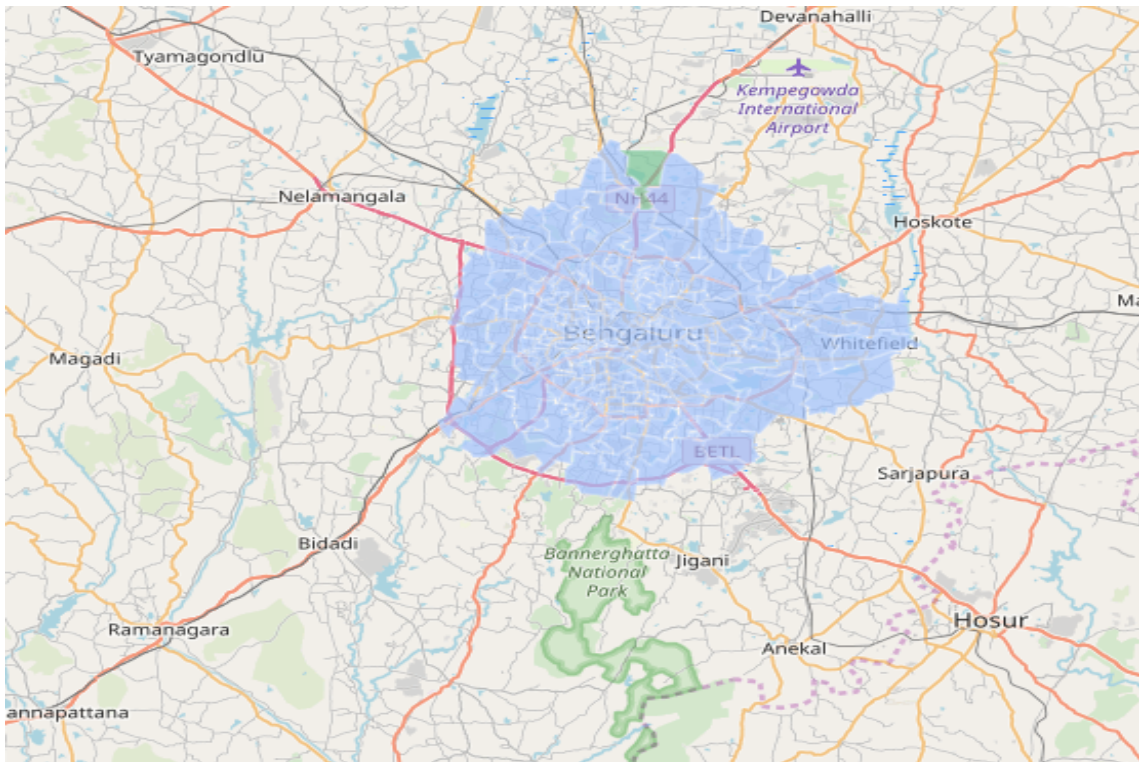 Devanahalli
Tyamagondlu
Kempegowda
International
Airport
Nelamangala
NH44
Hoskote
Ma
Bengaluru
Whitefield
Magadi
BETL
Sarjapura
Bidadi
Bannerghatta
National
Park
Jigani
Hosur
Ramanagara
Anekal
annapattana